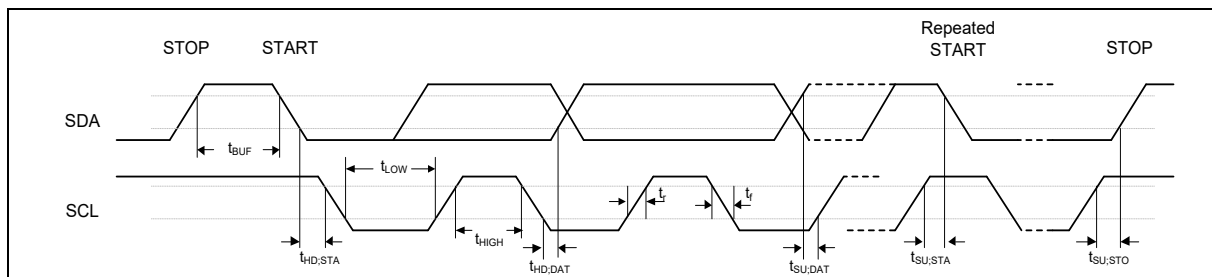 STOP START Repeated START STOP
SDA
tBUF
tLOW
SCL
tr tf
tHIGH
tHD;STA tHD;DAT tSU;DAT tSU;STA tSU;STO